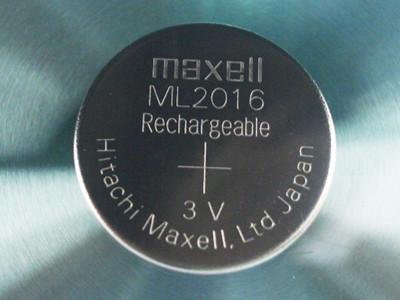 maxell
ML2016
Rechargeable
+
3 V
Hitachi Maxell, Ltd Japan